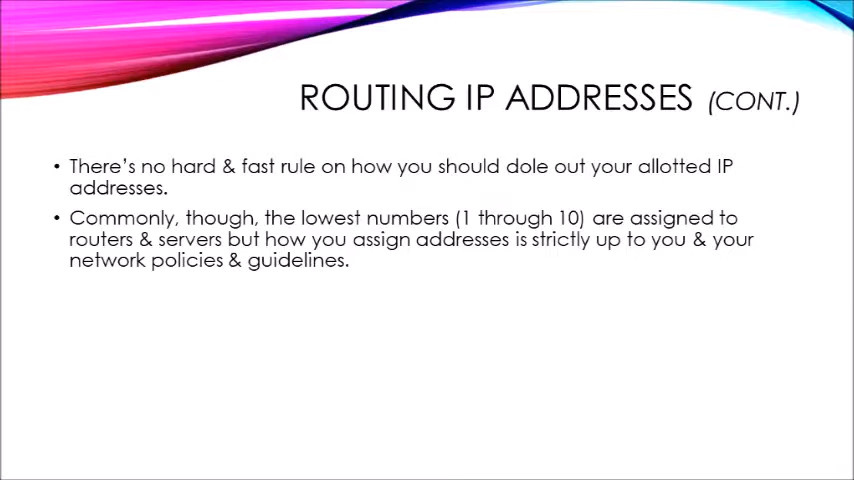 ROUTING IP ADDRESSES (CONT.)
• There's no hard & fast rule on how you should dole out your allotted IP
addresses.
• Commonly, though, the lowest numbers (1 through 10) are assigned to
routers & servers but how you assign addresses is strictly up to you & your
network policies & guidelines.